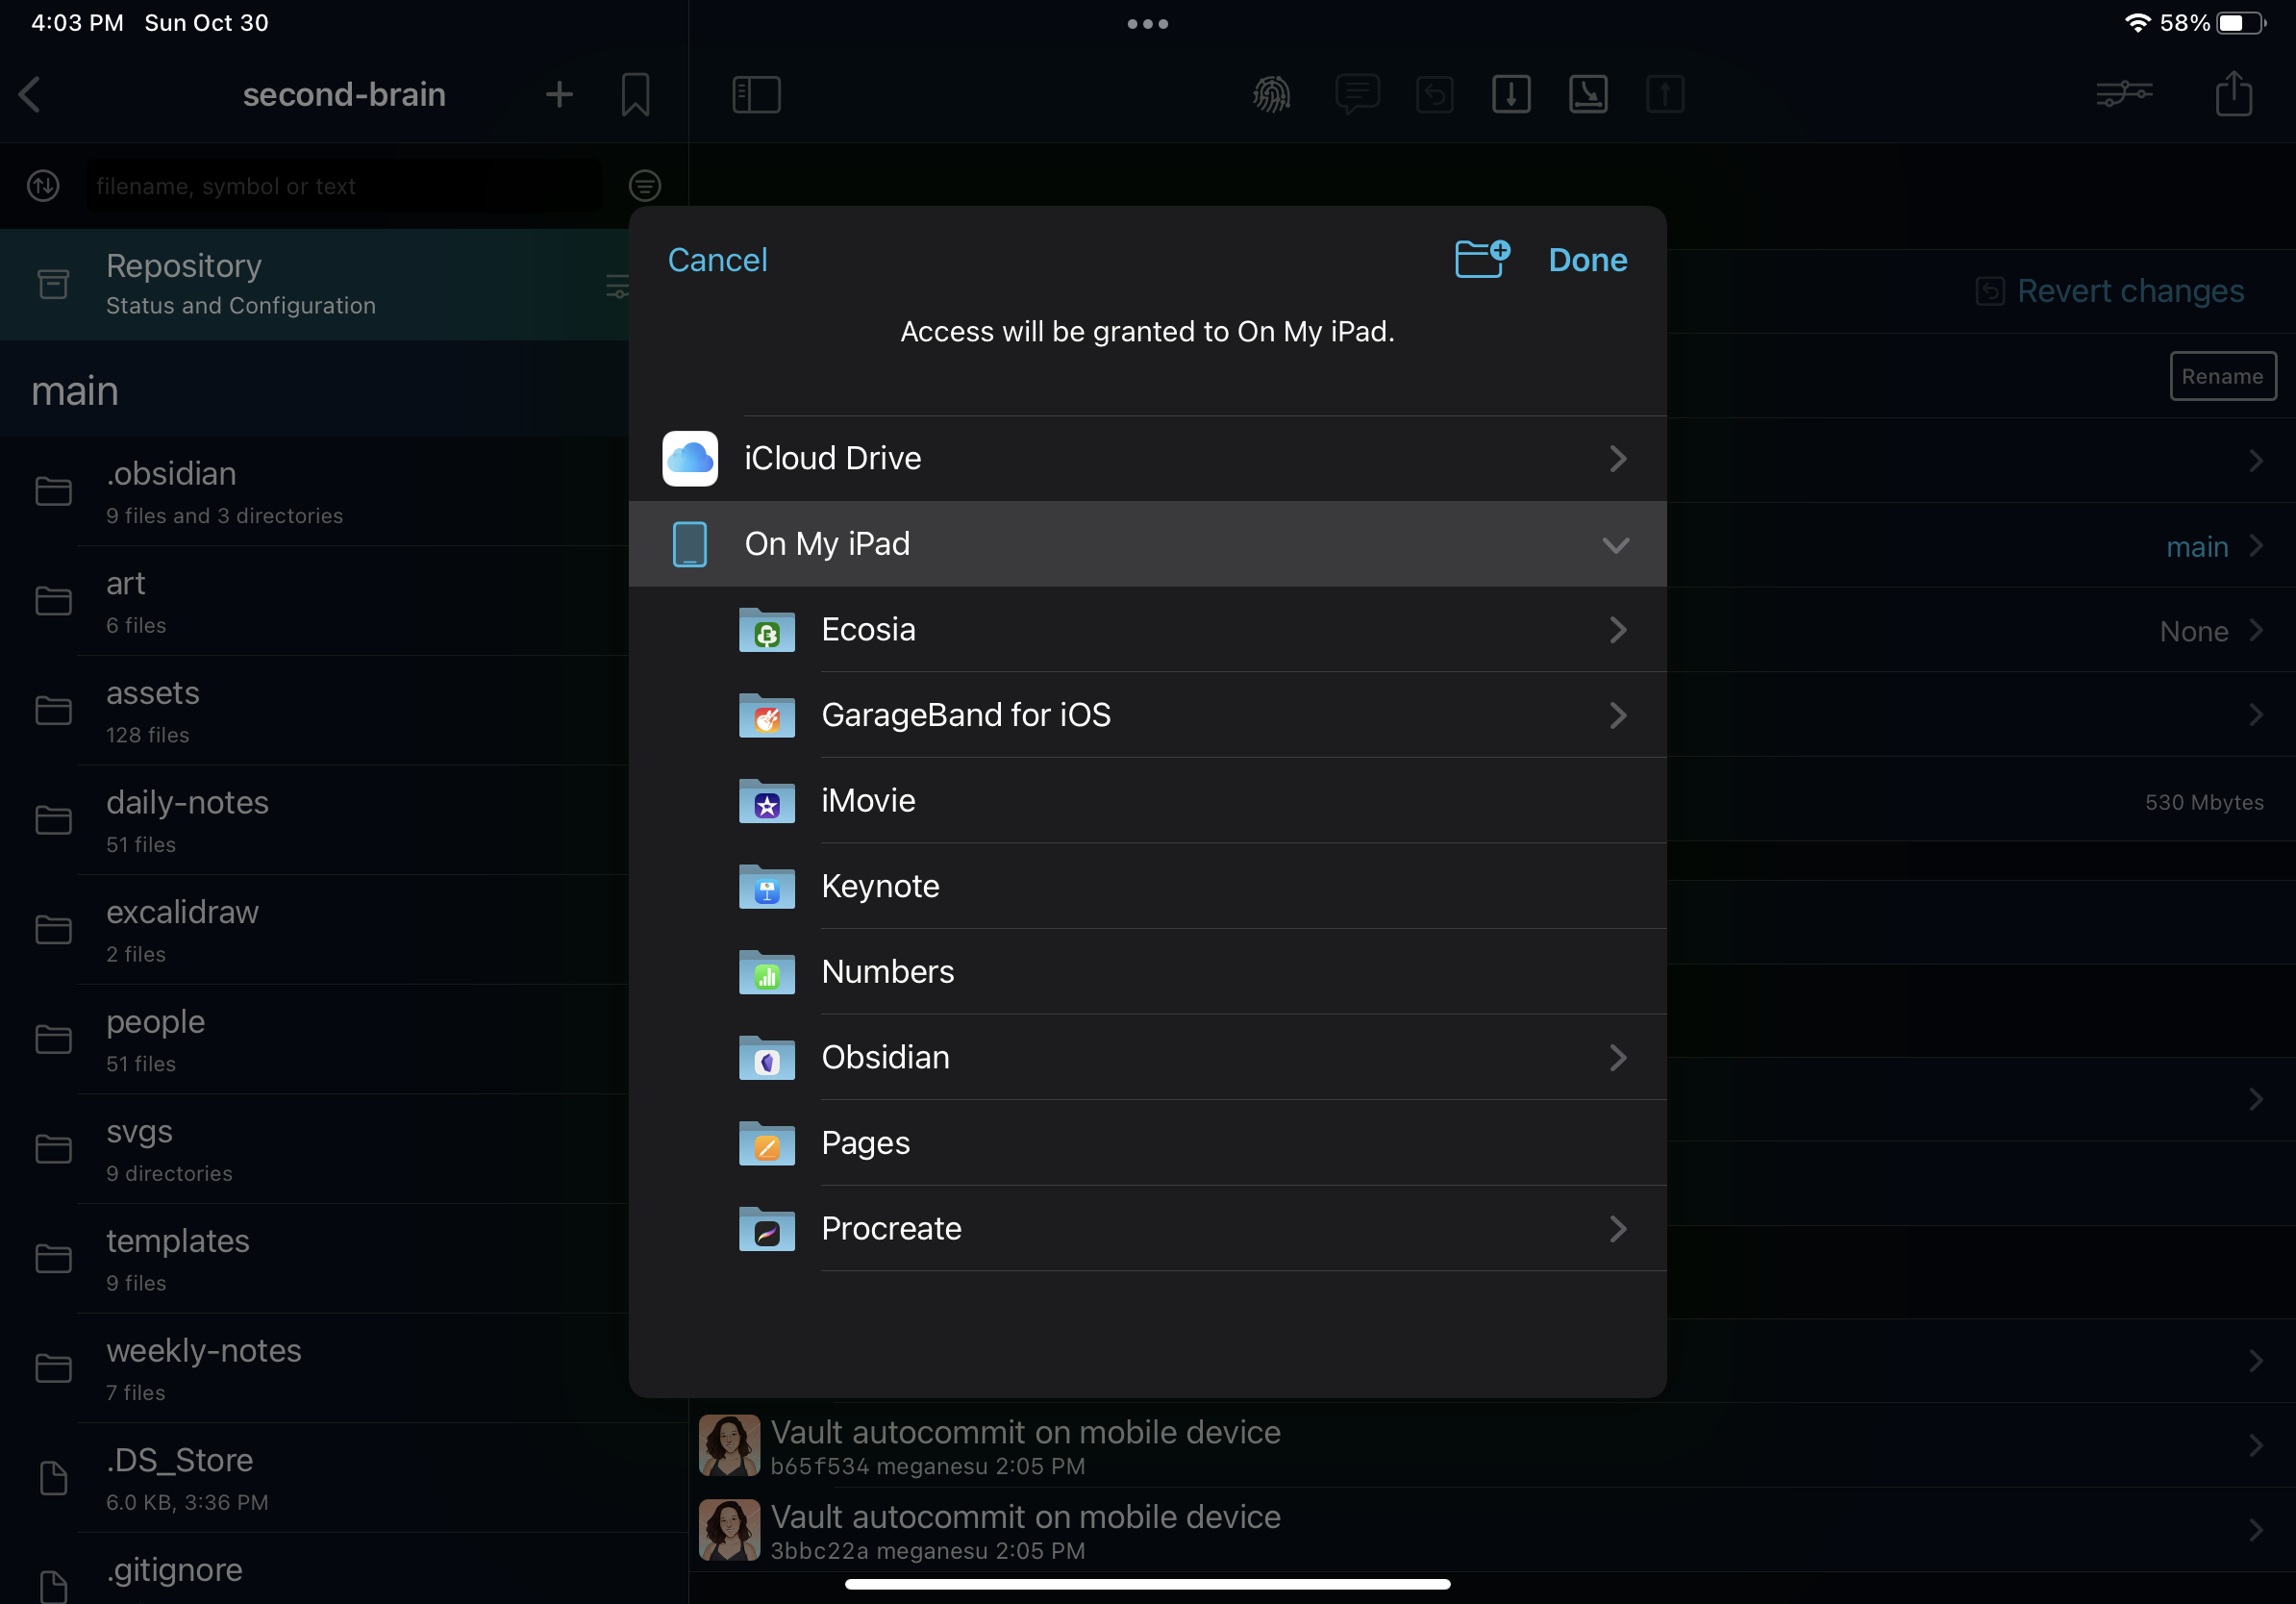 4:03 PM Sun Oct 30
58%
second-brain
filename, symbol or text
Repository
Status and Configuration
main
.obsidian
9 files and 3 directories
art
6 files
assets
128 files
daily-notes
51 files
excalidraw
2 files
people
51 files
svgs
9 directories
templates
9 files
weekly-notes
7 files
.DS_Store
6.0 KB, 3:36 PM
.gitignore
Cancel
Done
Access will be granted to On My iPad.
iCloud Drive
On My iPad
Ecosia
GarageBand for iOS
iMovie
Keynote
Numbers
Obsidian
Pages
Procreate
Revert changes
Rename
main
None
530 Mbytes
Vault autocommit on mobile device
b65f534 meganesu 2:05 PM
Vault autocommit on mobile device
3bbc22a meganesu 2:05 PM